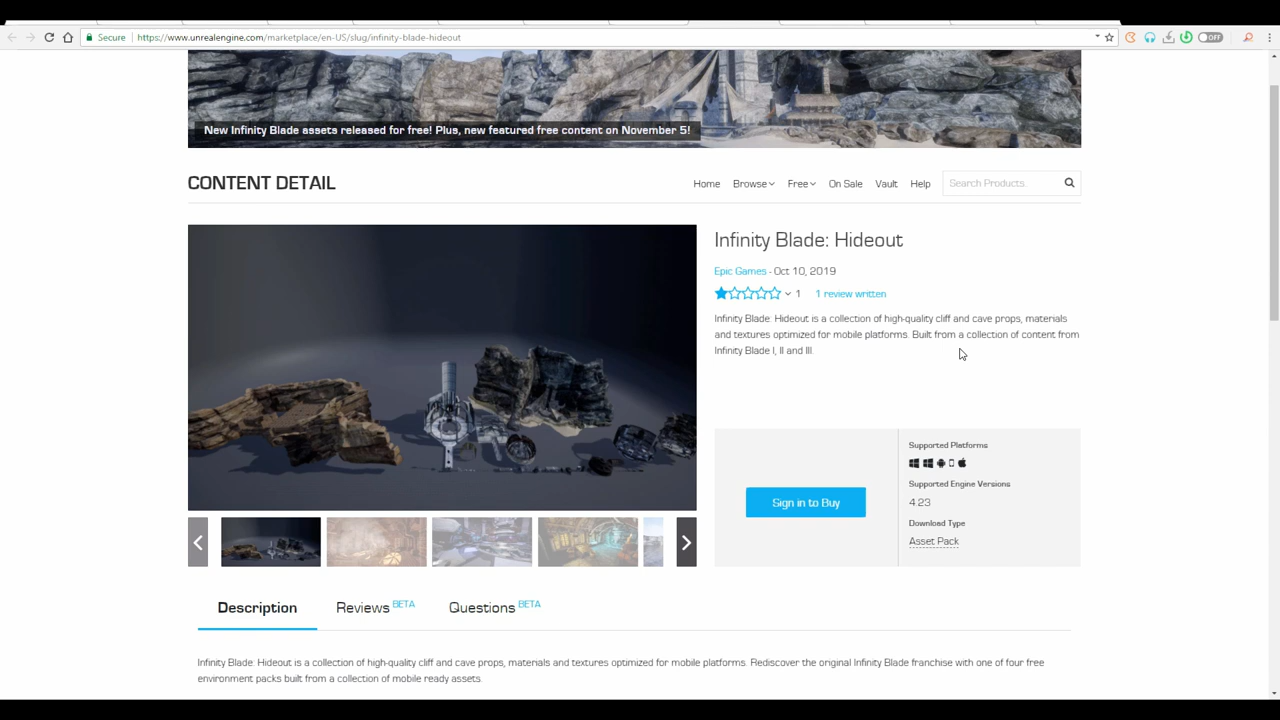 Secure https://www.unrealengine.com/marketplace/en-US/slug/infinity-blade-hideout
OFF
New Infinity Blade assets released for free! Plus, new featured free content on November 5!
CONTENT DETAIL
Home Browse Free On Sale Vault Help Search Products.
Infinity Blade: Hideout
Epic Games - Oct 10, 2019
1 1 review written
Infinity Blade: Hideout is a collection of high-quality cliff and cave props, materials
and textures optimized for mobile platforms. Built from a collection of content from
Infinity Blade I, II and III.
Supported Platforms
Supported Engine Versions
Sign in to Buy
4.23
Download Type
Asset Pack
Description Reviews BETA Questions BETA
Infinity Blade: Hideout is a collection of high-quality cliff and cave props, materials and textures optimized for mobile platforms. Rediscover the original Infinity Blade franchise with one of four free
environment packs built from a collection of mobile ready assets.